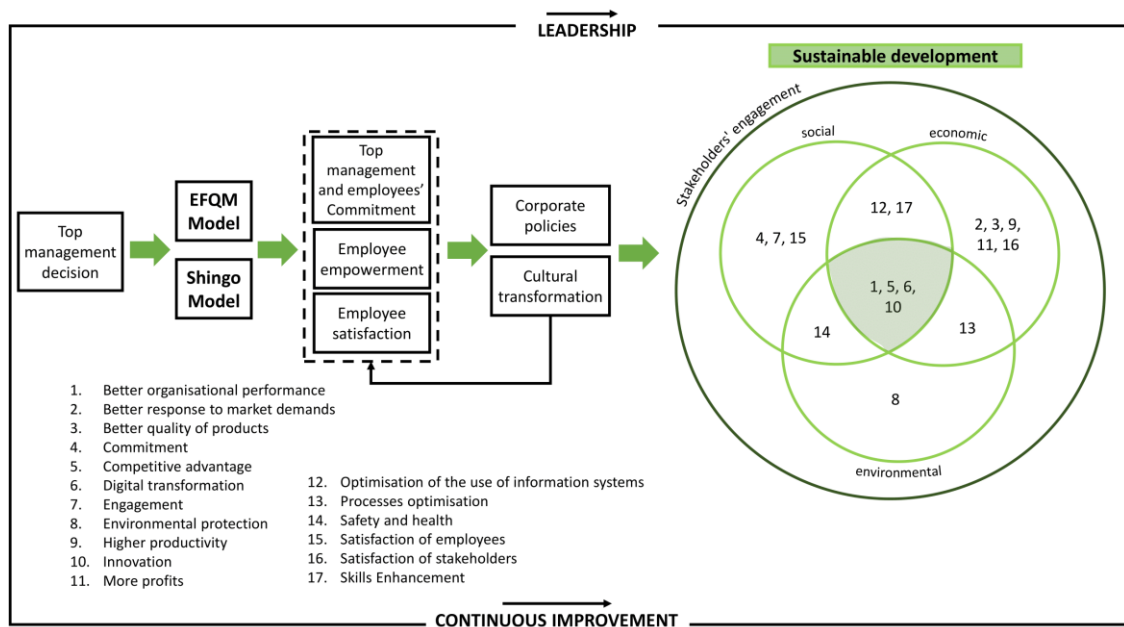 LEADERSHIP
Sustainable development
Stakeholders' engagement
social
economic
Top
management
decision
EFQM
Model
Shingo
Model
Top
management
and employees'
Commitment
Employee
empowerment
Employee
satisfaction
Corporate
policies
Cultural
transformation
12, 17
4, 7, 15
2, 3, 9,
11, 16
1, 5, 6,
10
14
13
8
environmental
1. Better organisational performance
2. Better response to market demands
3. Better quality of products
4. Commitment
5. Competitive advantage
6. Digital transformation
7. Engagement
8. Environmental protection
9. Higher productivity
10. Innovation
11. More profits
12. Optimisation of the use of information systems
13. Processes optimisation
14. Safety and health
15. Satisfaction of employees
16. Satisfaction of stakeholders
17. Skills Enhancement
CONTINUOUS IMPROVEMENT